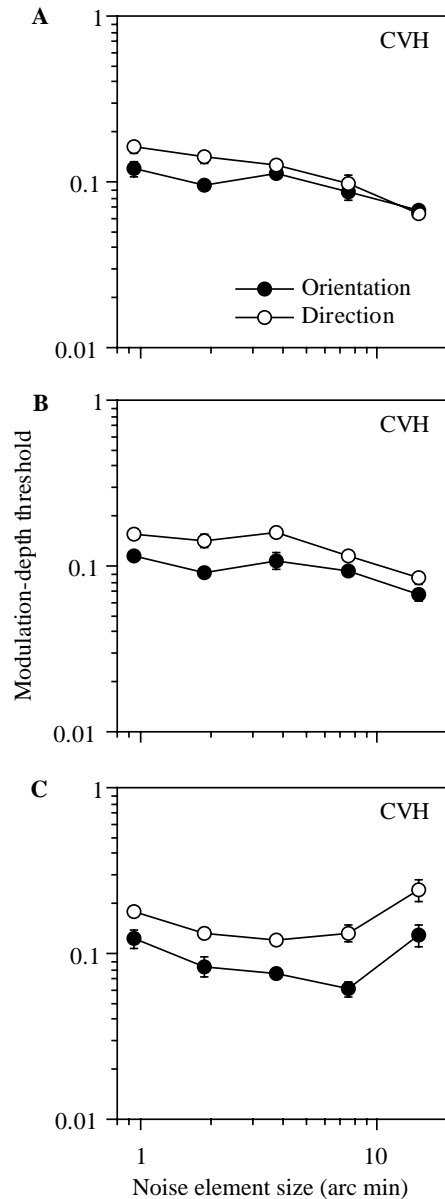 A
1
CVH
0.1
Orientation
Direction
0.01
B
1
CVH
0.1
0.01
Modulation-depth threshold
C
1
CVH
0.1
0.01
1
10
Noise element size (arc min)